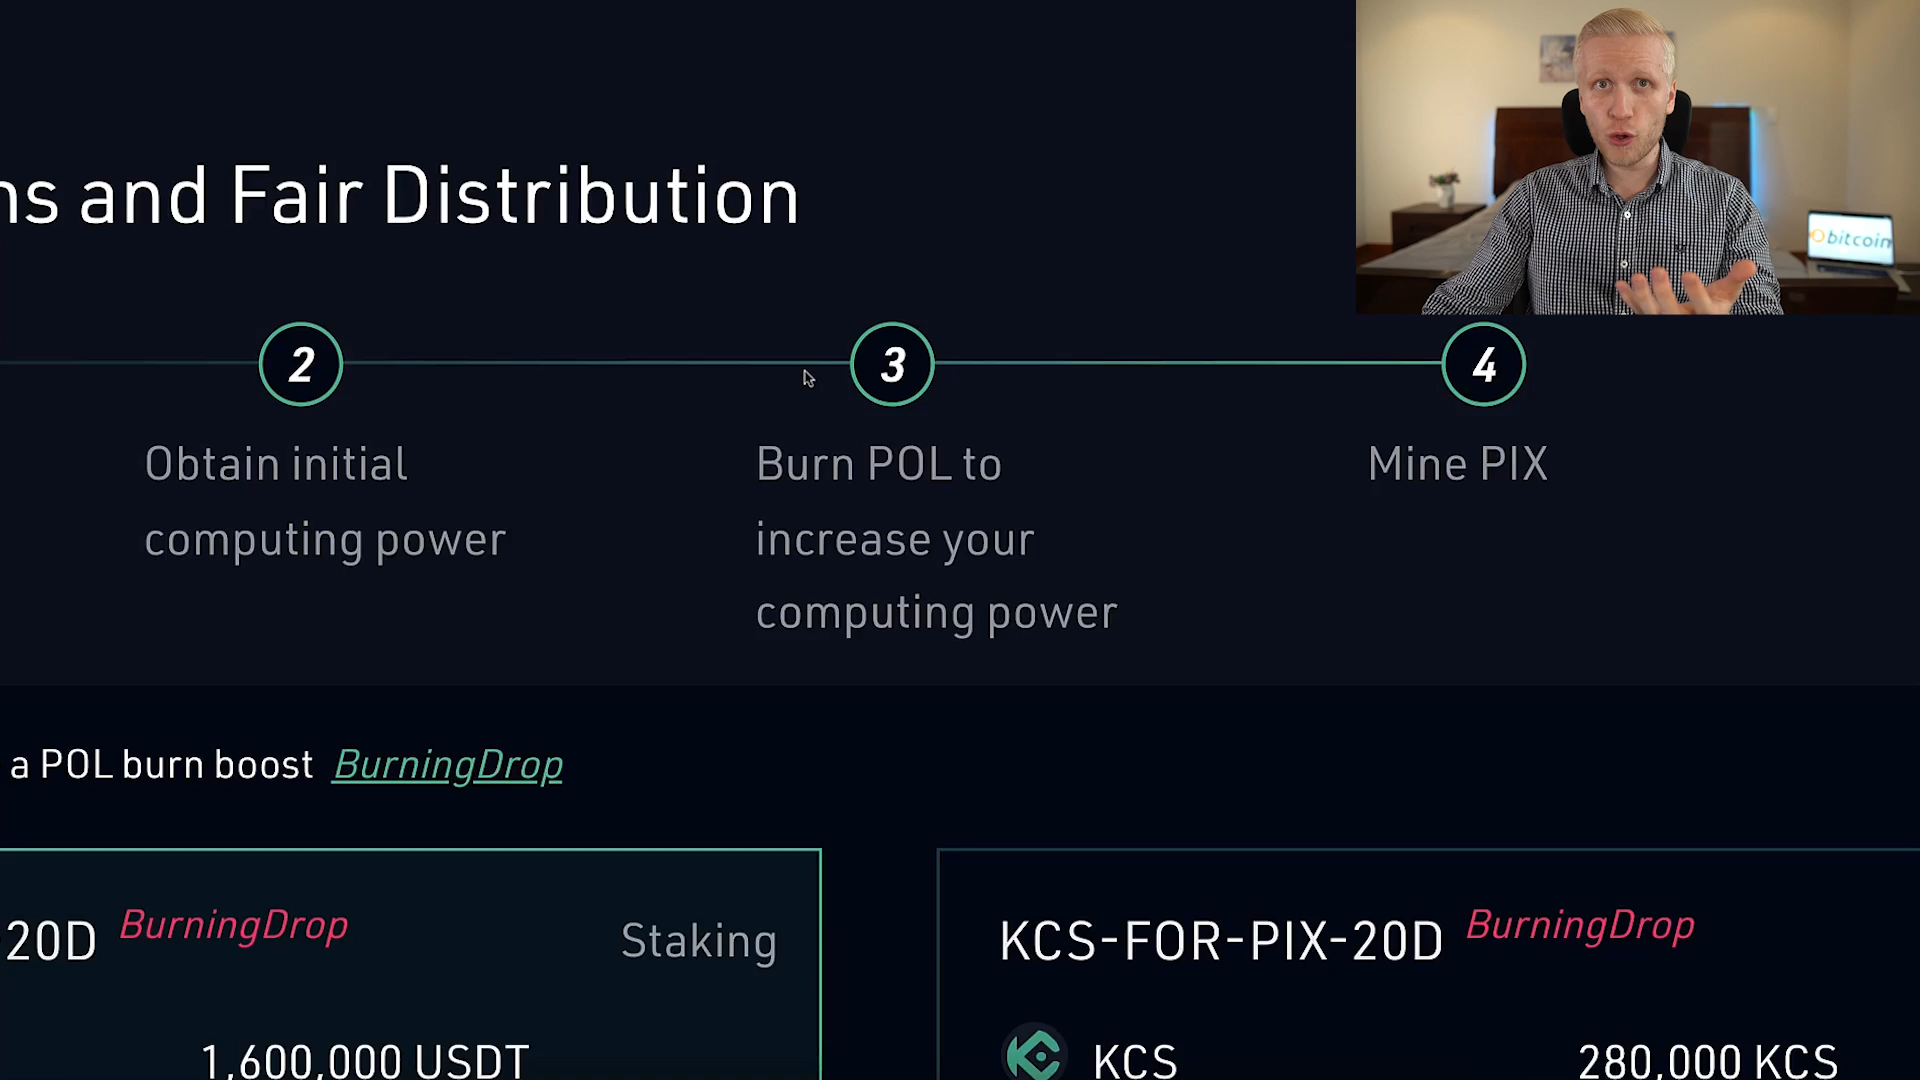 ns and Fair Distribution
bitcoin
2
3
4
Obtain initial
computing power
Burn POL to
increase your
computing power
Mine PIX
a POL burn boost BurningDrop
20D BurningDrop Staking
KCS-FOR-PIX-20D BurningDrop
1,600,000 USDT
KCS 280,000 KCS